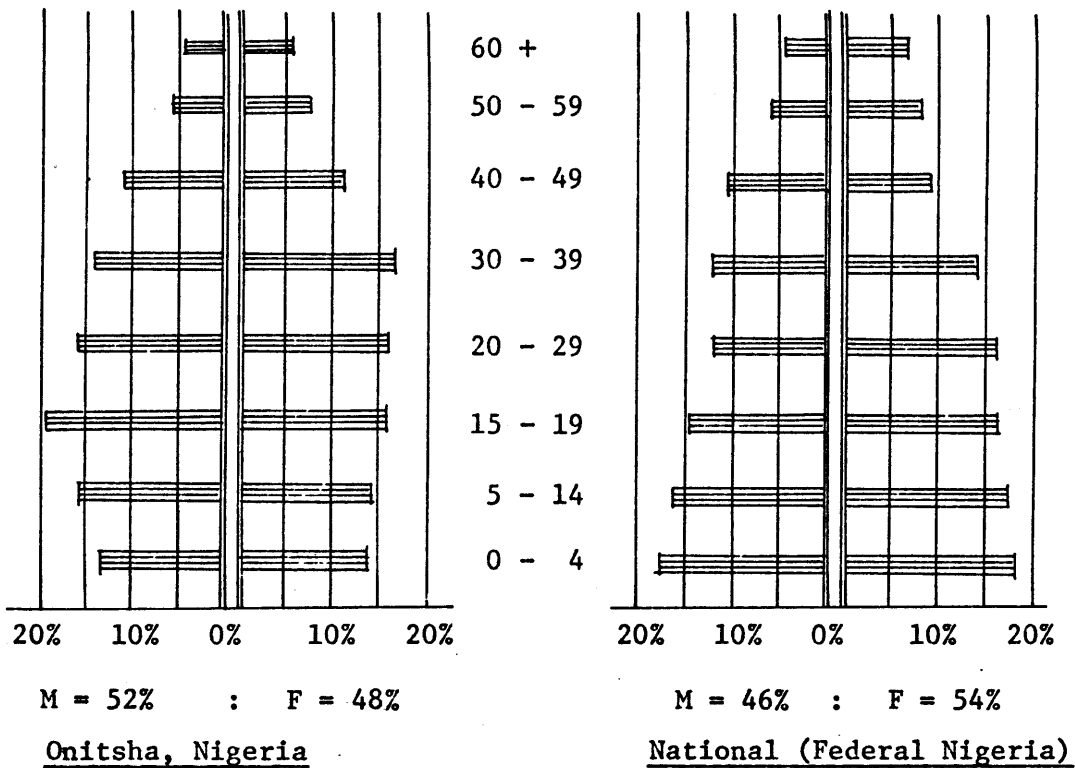 60 +
50 - 59
40 - 49
30 - 39
20 - 29
15 - 19
5 - 14
0 - 4
20% 10% 0% 10% 20% 20% 10% 0% 10% 20%
M = 52% : F = 48% M = 46% : F = 54%
Onitsha, Nigeria National (Federal Nigeria)